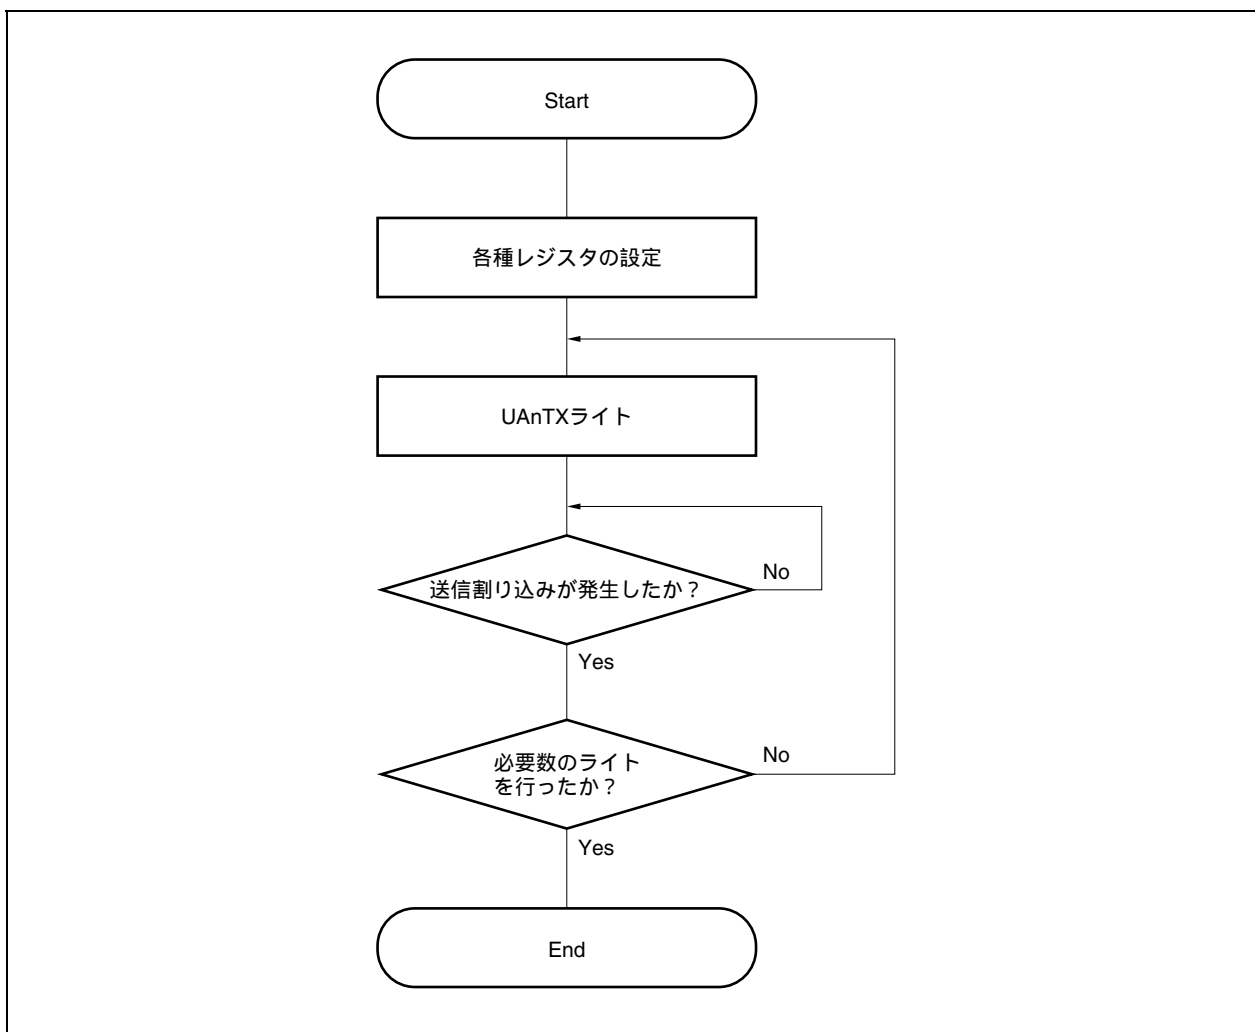 Start
各種レジスタの設定
UAnTXライト
送信割り込みが発生したか？
No
Yes
必要数のライト
を行ったか？
No
Yes
End